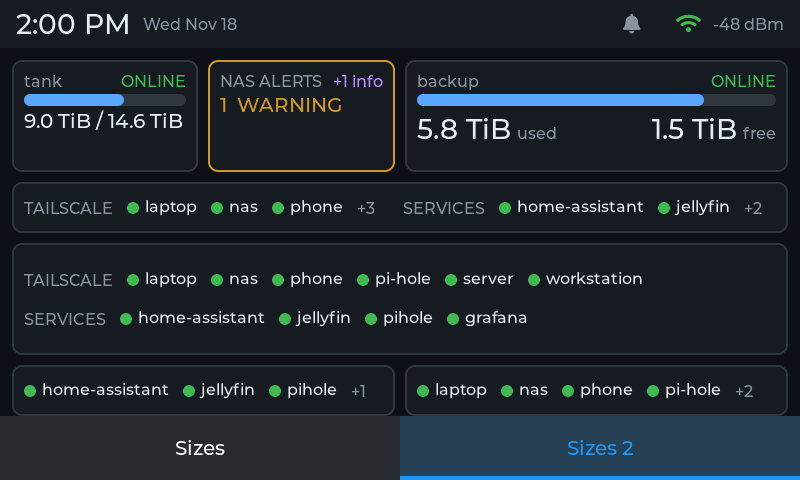 2:00 PM Wed Nov 18 -48 dBm
tank ONLINE
9.0 TiB / 14.6 TiB
NAS ALERTS +1 info
1 WARNING
backup ONLINE
5.8 TiB used 1.5 TiB free
TAILSCALE laptop nas phone +3 SERVICES home-assistant jellyfin +2
TAILSCALE laptop nas phone pi-hole server workstation
SERVICES home-assistant jellyfin pihole grafana
home-assistant jellyfin pihole +1
laptop nas phone pi-hole +2
Sizes Sizes 2